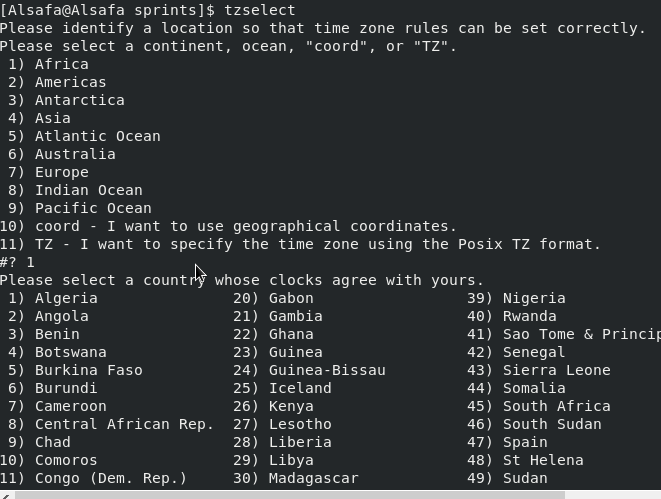 [Alsafa@Alsafa sprints]$ tzselect
Please identify a location so that time zone rules can be set correctly.
Please select a continent, ocean, "coord", or "TZ".
 1) Africa
 2) Americas
 3) Antarctica
 4) Asia
 5) Atlantic Ocean
 6) Australia
 7) Europe
 8) Indian Ocean
 9) Pacific Ocean
10) coord - I want to use geographical coordinates.
11) TZ - I want to specify the time zone using the Posix TZ format.
#? 1
Please select a country whose clocks agree with yours.
 1) Algeria               20) Gabon                 39) Nigeria
 2) Angola                21) Gambia                40) Rwanda
 3) Benin                 22) Ghana                 41) Sao Tome & Princip
 4) Botswana              23) Guinea                42) Senegal
 5) Burkina Faso          24) Guinea-Bissau         43) Sierra Leone
 6) Burundi               25) Iceland               44) Somalia
 7) Cameroon              26) Kenya                 45) South Africa
 8) Central African Rep.  27) Lesotho               46) South Sudan
 9) Chad                  28) Liberia               47) Spain
10) Comoros               29) Libya                 48) St Helena
11) Congo (Dem. Rep.)     30) Madagascar            49) Sudan